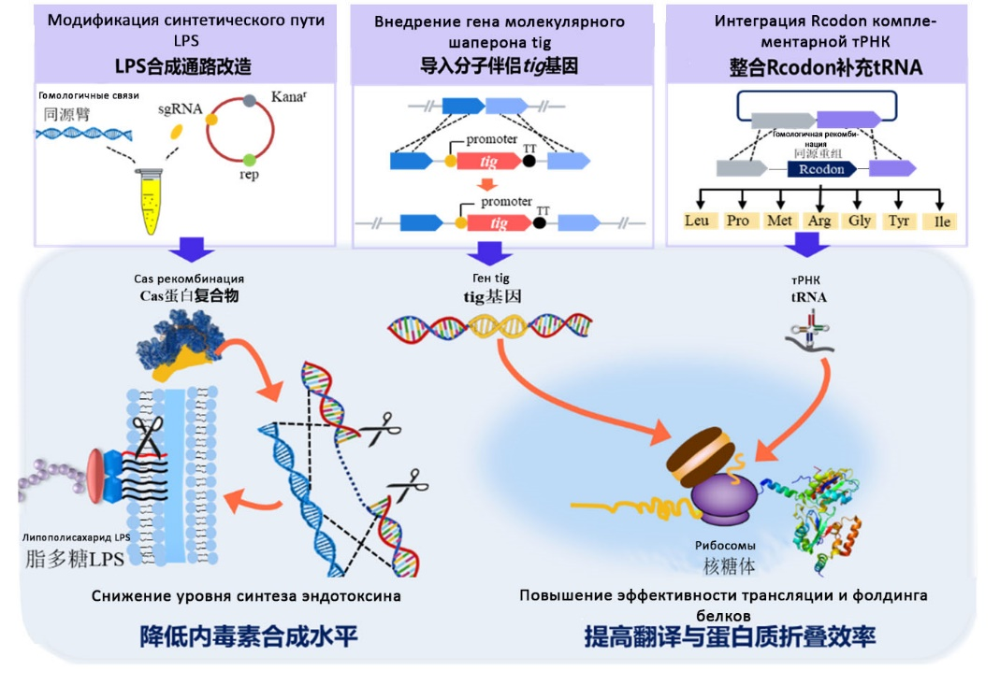 Модификация синтетического пути
LPS
LPS合成通路改造
Внедрение гена молекулярного
шаперона tig
导入分子伴侣tig基因
Интеграция Rcodon компле-
ментарной тРНК
整合Rcodon补充tRNA
Гомологичные связи
同源臂
sgRNA
Kanaʳ
rep
promoter
TT
tig
promoter
TT
tig
Гомологичная рекомби-
нация
同源重组
Rcodon
Leu
Pro
Met
Arg
Gly
Tyr
Ile
Cas рекомбинация
Cas蛋白复合物
Ген tig
tig基因
тРНК
tRNA
Липополисахарид LPS
脂多糖LPS
Рибосомы
核糖体
Снижение уровня синтеза эндотоксина
降低内毒素合成水平
Повышение эффективности трансляции и фолдинга
белков
提高翻译与蛋白质折叠效率